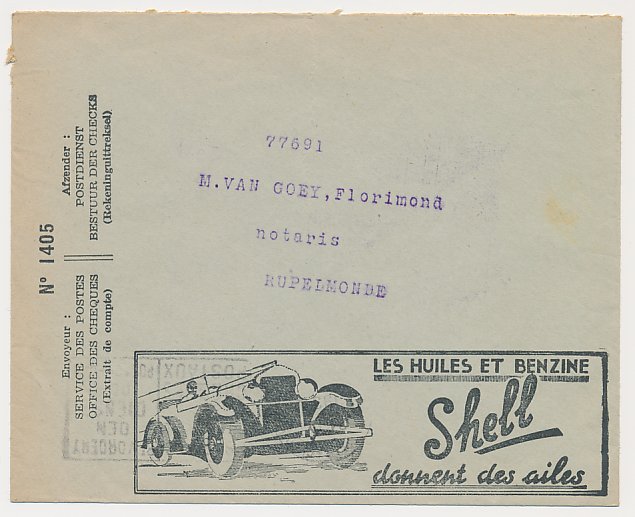 77691
M.VAN GOEY,Florimond
notaris
RUPELMONDE
Nº 1405
Afzender :
POSTDIENST
BESTUUR DER CHECKS
(Rekeninguittreksel)
Envoyeur :
SERVICE DES POSTES
OFFICE DES CHEQUES
(Extrait de compte)
LES HUILES ET BENZINE
Shell
donnent des ailes